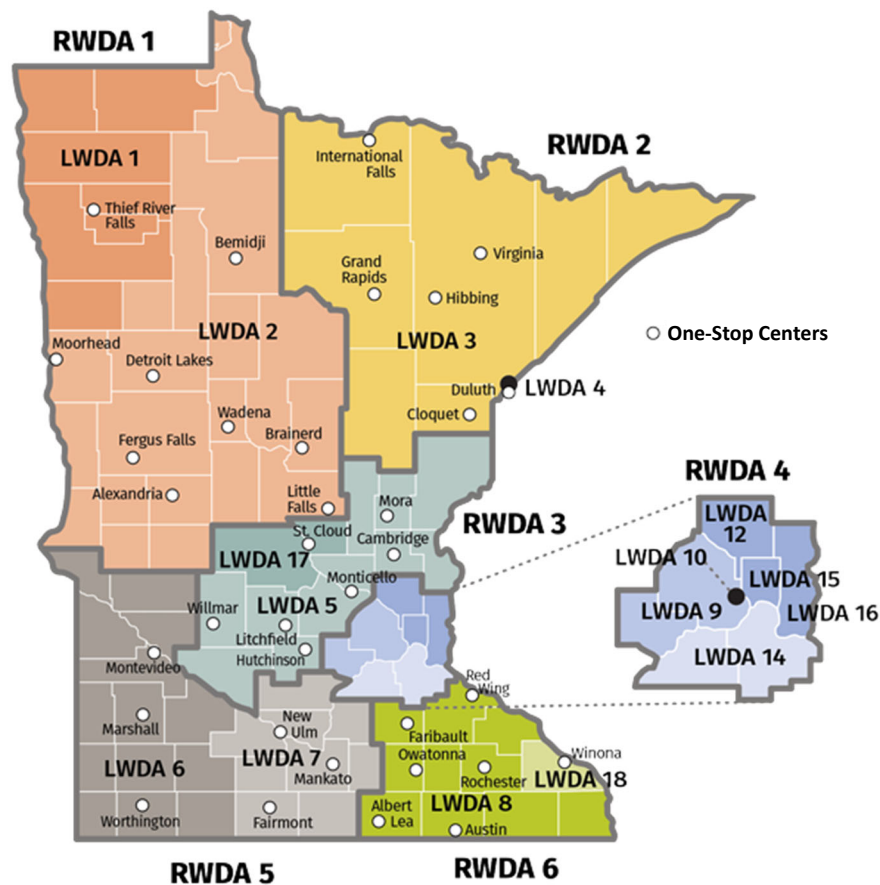 RWDA 1
RWDA 2
International
Falls
LWDA 1
Thief River
Falls
Bemidji
Virginia
Grand
Rapids
Hibbing
LWDA 2
LWDA 3
One-Stop Centers
Moorhead
Detroit Lakes
Duluth
LWDA 4
Cloquet
Wadena
Brainerd
Fergus Falls
Alexandria
Little
Falls
RWDA 4
Mora
RWDA 3
LWDA
12
St. Cloud
Cambridge
LWDA 17
LWDA 10
Monticello
LWDA 15
Willmar
LWDA 5
LWDA 9
LWDA 16
Litchfield
Hutchinson
LWDA 14
Montevideo
Red
Wing
Marshall
New
Ulm
Faribault
LWDA 7
Owatonna
Winona
LWDA 6
Mankato
Rochester
LWDA 18
Albert
Lea
LWDA 8
Worthington
Fairmont
Austin
RWDA 5
RWDA 6